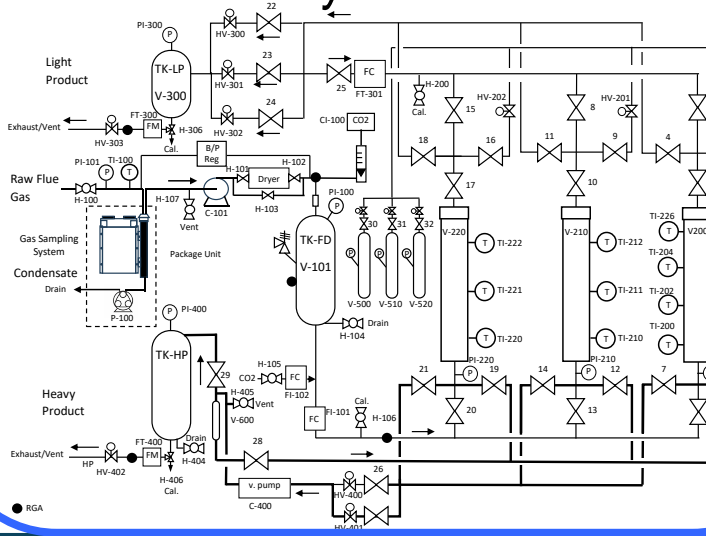 y
22
PI-300
P
HV-300
Light
Product
TK-LP
V-300
23
HV-301
25
FC
FT-301
H-200
Cal.
HV-202
HV-201
15
8
24
HV-302
CI-100
CO2
FT-300
FM
H-306
Cal.
Exhaust/Vent
HV-303
18
16
11
9
4
B/P
Reg
PI-101
TI-100
P
T
H-101
H-102
Dryer
Raw Flue
Gas
H-100
H-107
C-101
H-103
Vent
PI-100
P
17
10
TK-FD
V-101
30
31
32
P
P
P
V-500
V-510
V-520
V-220
V-210
V200
T
TI-222
T
TI-212
TI-226
T
TI-204
T
T
TI-221
T
TI-211
TI-202
T
T
TI-220
T
TI-210
TI-200
T
Gas Sampling
System
Package Unit
Condensate
Drain
P-100
Drain
H-104
PI-400
P
TK-HP
29
H-105
CO2
FC
FI-102
PI-220
P
PI-210
P
21
19
14
12
7
Heavy
Product
H-405
Vent
V-600
FC
FI-101
Cal.
H-106
20
13
FT-400
FM
Drain
H-404
Exhaust/Vent
HP
HV-402
H-406
Cal.
28
v. pump
C-400
26
HV-400
HV-401
RGA